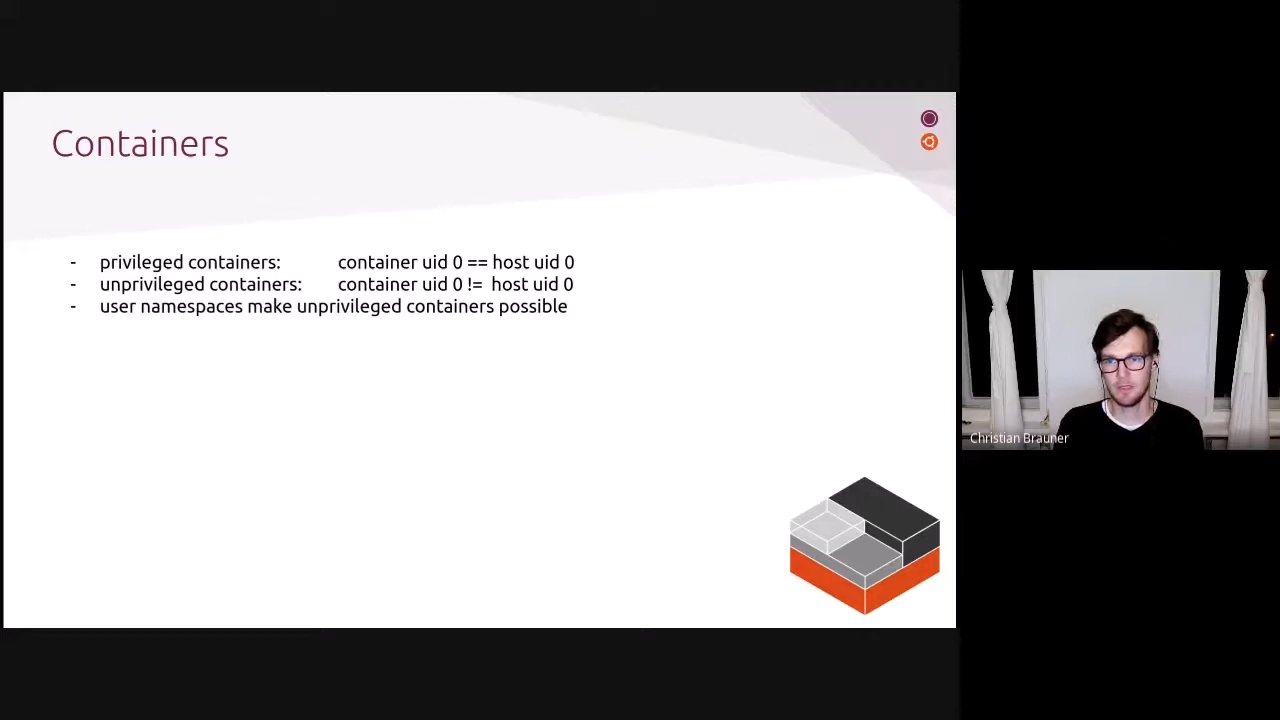 Containers
- privileged containers: container uid 0 == host uid 0
- unprivileged containers: container uid 0 != host uid 0
- user namespaces make unprivileged containers possible
Christian Brauner